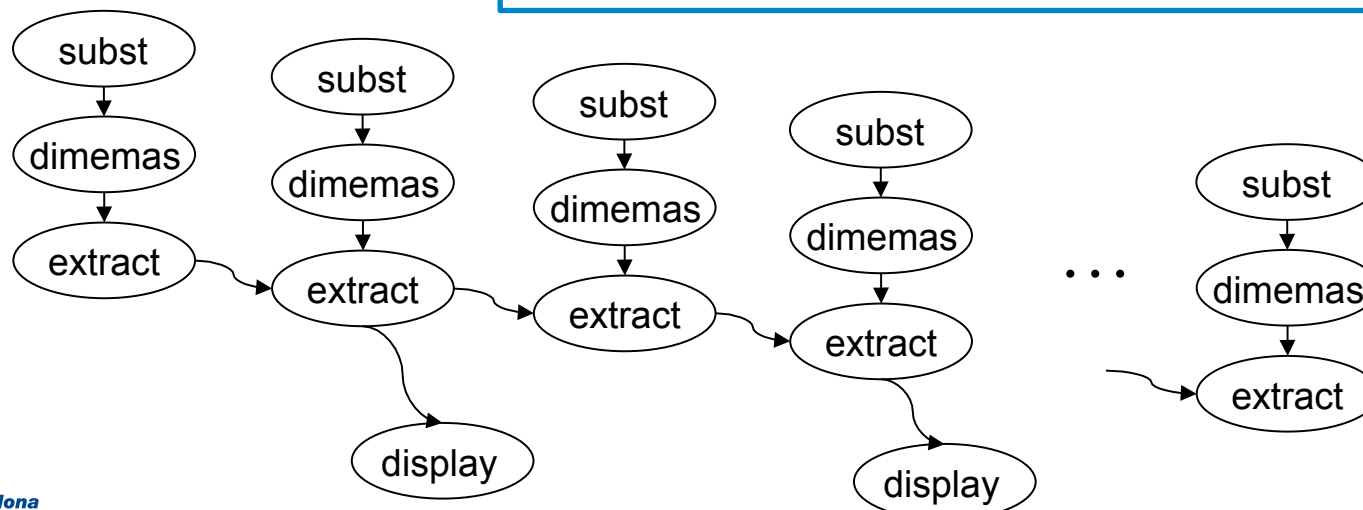 subst
dimemas
extract
subst
dimemas
extract
display
subst
dimemas
extract
subst
dimemas
extract
display
...
subst
dimemas
extract
lona